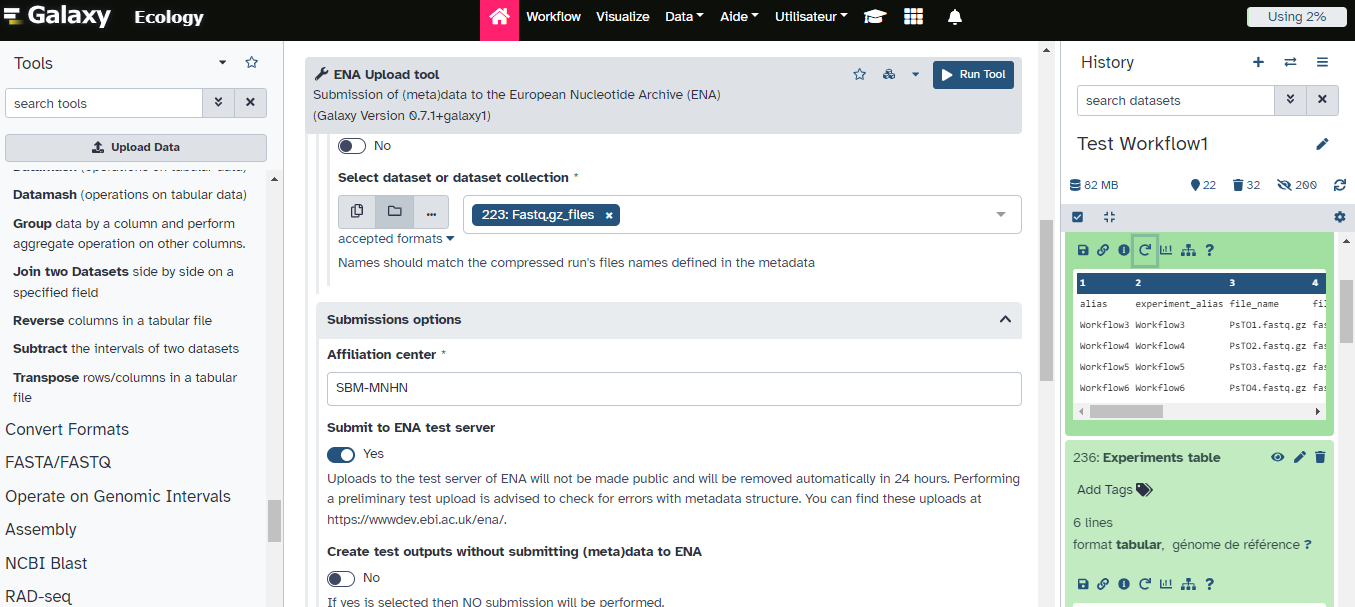 Galaxy Ecology
Workflow Visualize Data Aide Utilisateur
Using 2%
Tools
search tools
Upload Data
Datamash (operations on tabular data)
Datamash (operations on tabular data)
Group data by a column and perform
aggregate operation on other columns.
Join two Datasets side by side on a
specified field
Reverse columns in a tabular file
Subtract the intervals of two datasets
Transpose rows/columns in a tabular
file
Convert Formats
FASTA/FASTQ
Operate on Genomic Intervals
Assembly
NCBI Blast
RAD-seq
ENA Upload tool
Submission of (meta)data to the European Nucleotide Archive (ENA)
(Galaxy Version 0.7.1+galaxy1)
Run Tool
No
Select dataset or dataset collection *
...
223: Fastq.gz_files ×
accepted formats
Names should match the compressed run's files names defined in the metadata
Submissions options
Affiliation center *
SBM-MNHN
Submit to ENA test server
Yes
Uploads to the test server of ENA will not be made public and will be removed automatically in 24 hours. Performing
a preliminary test upload is advised to check for errors with metadata structure. You can find these uploads at
https://wwwdev.ebi.ac.uk/ena/.
Create test outputs without submitting (meta)data to ENA
No
If yes is selected then NO submission will be performed.
History
search datasets
Test Workflow1
82 MB 22 32 200
1 2 3 4
alias experiment_alias file_name fil
Workflow3 Workflow3 PsTO1.fastq.gz fas
Workflow4 Workflow4 PsTO2.fastq.gz fas
Workflow5 Workflow5 PsTO3.fastq.gz fas
Workflow6 Workflow6 PsTO4.fastq.gz fas
236: Experiments table
Add Tags
6 lines
format tabular, génome de référence ?